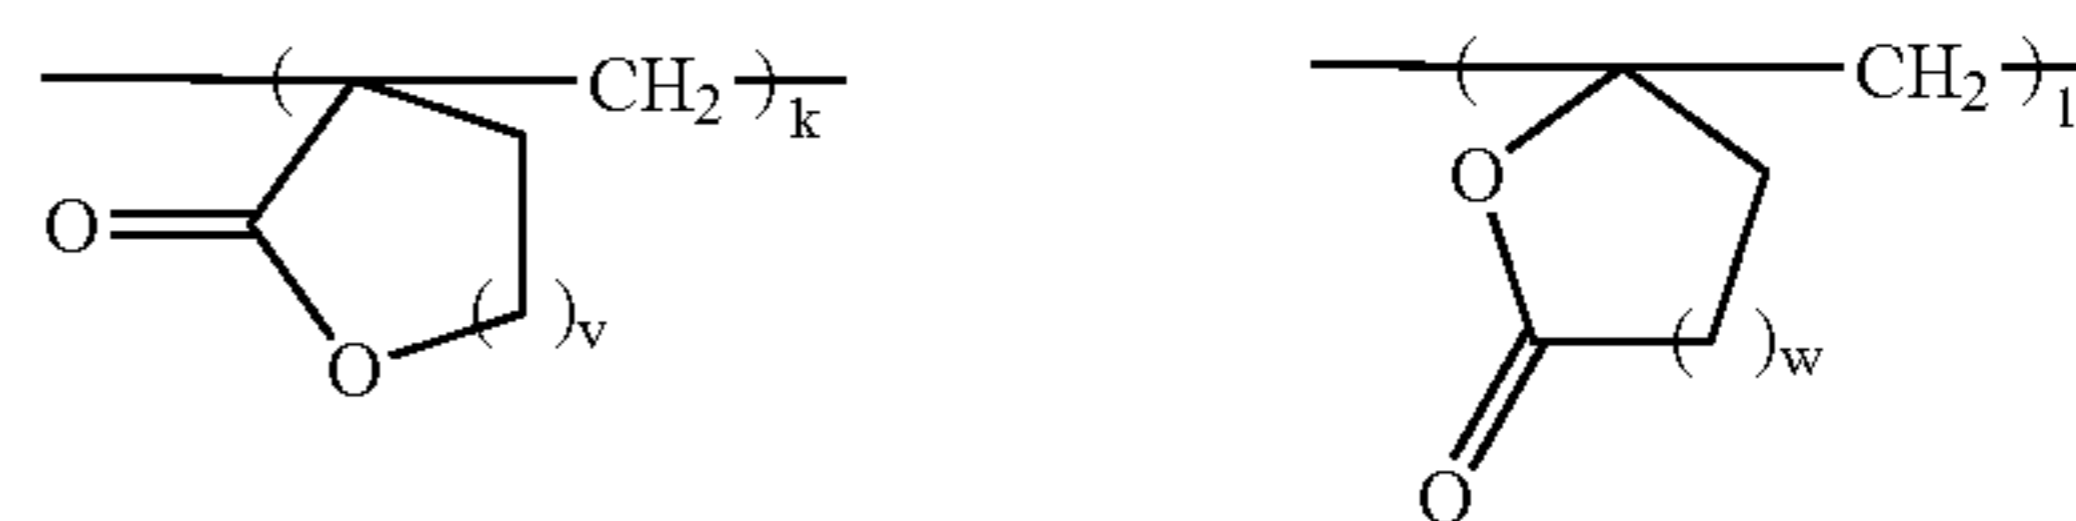 ( CH2 )k ( CH2 )l
O O
( )v ( )w
O
O